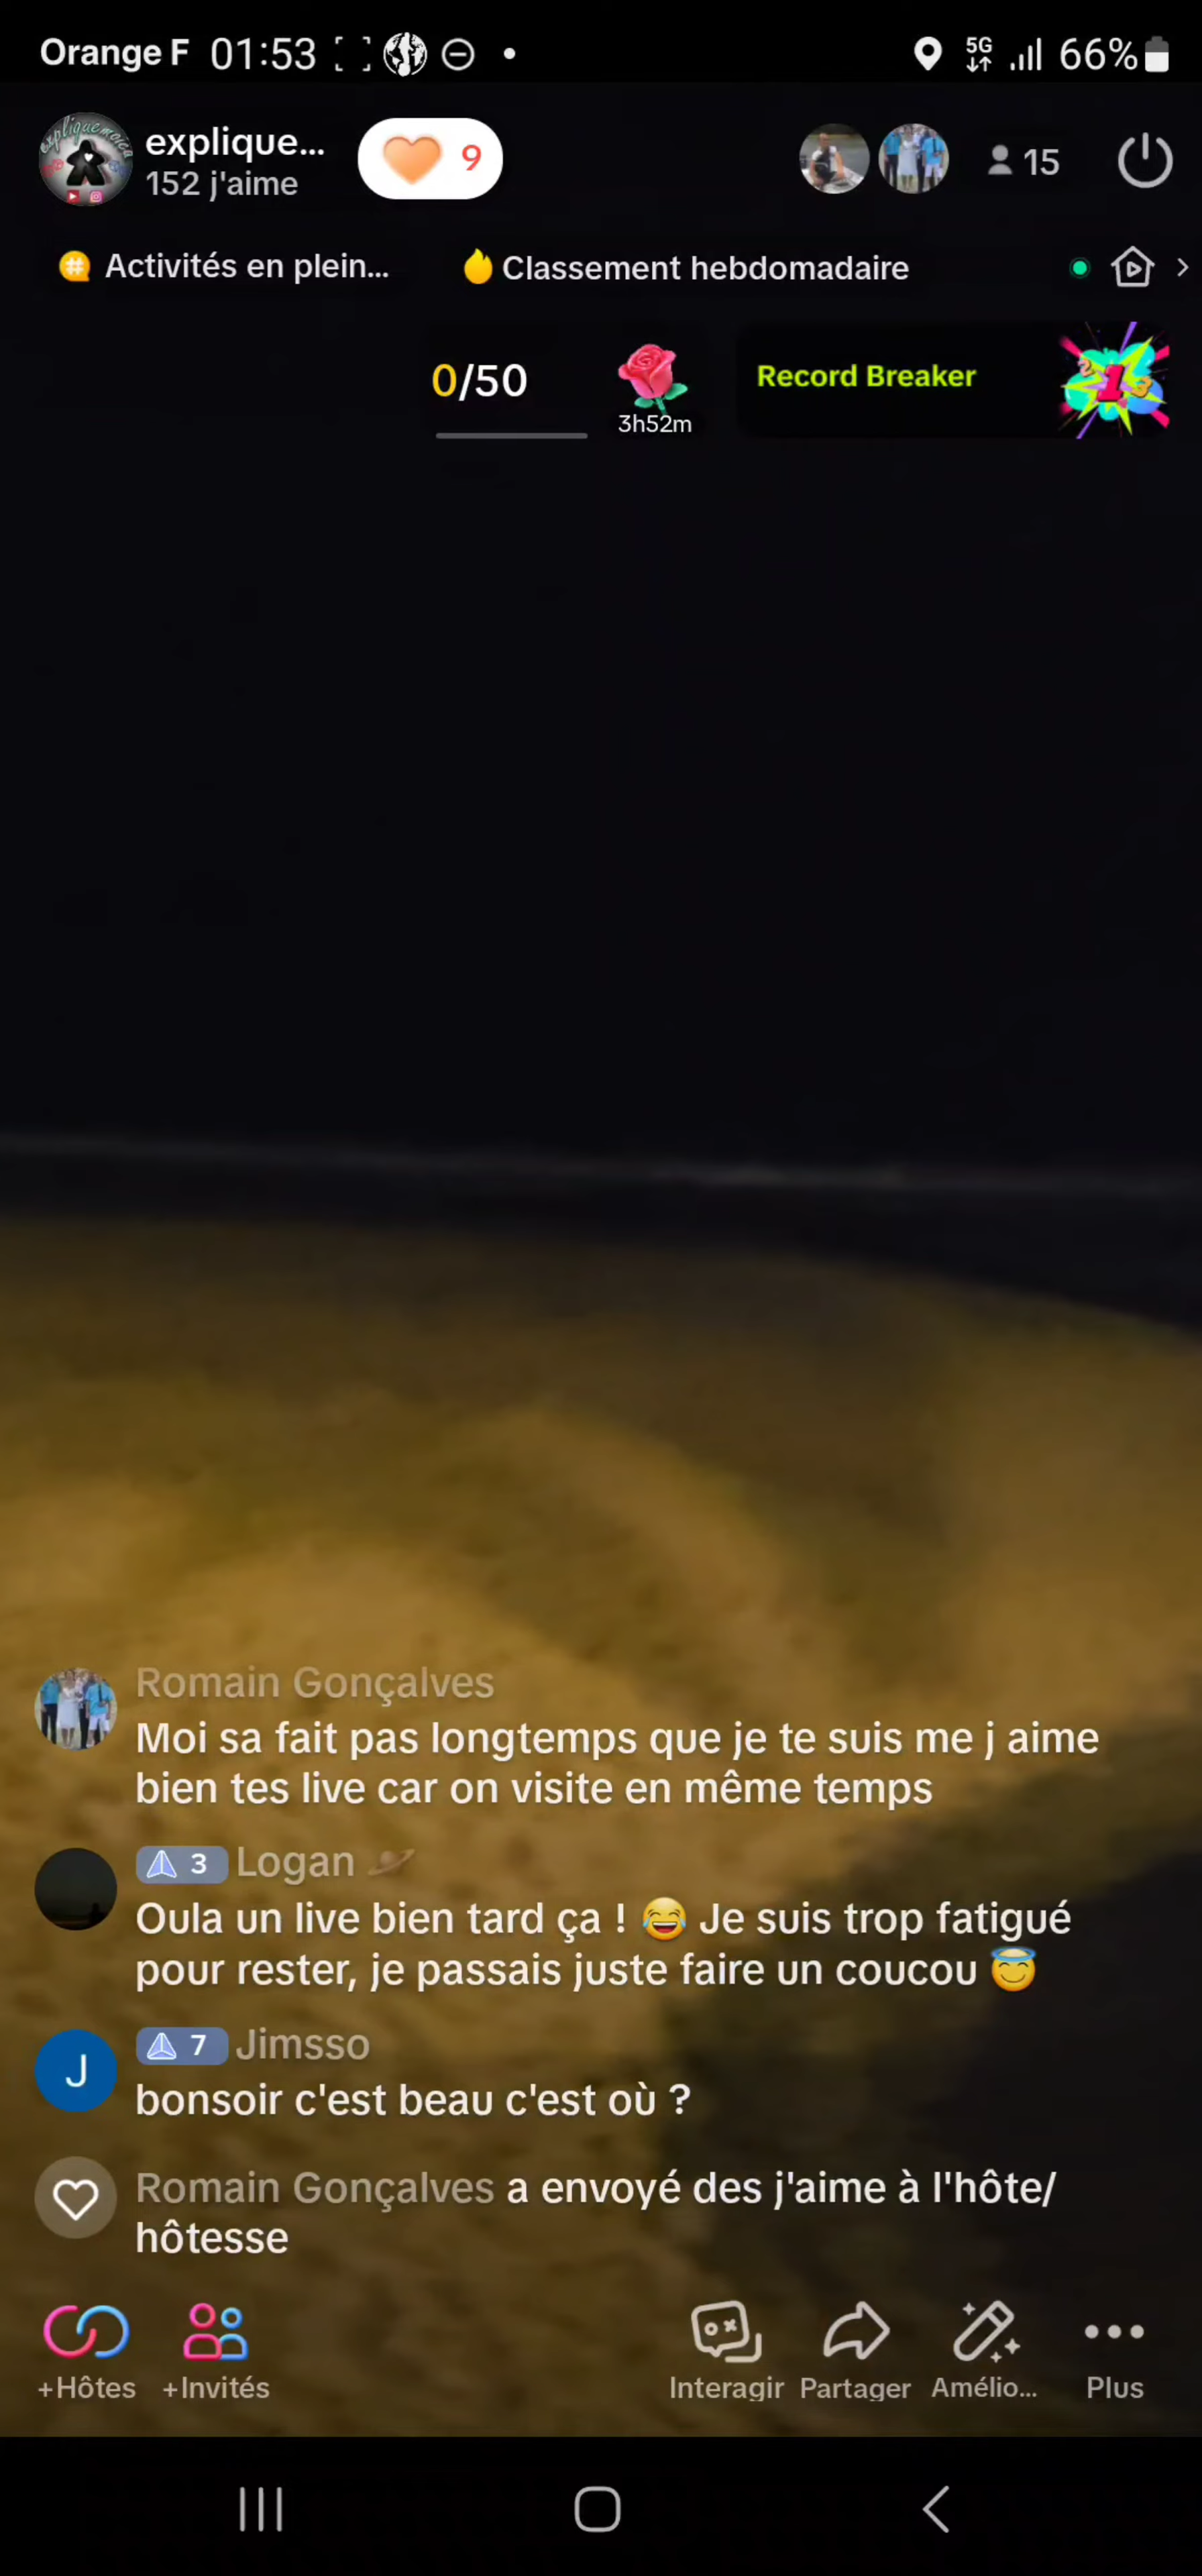 Orange F 01:53 5G 66%
explique... 9 15
152 j'aime
Activités en plein... Classement hebdomadaire
0/50 Record Breaker
3h52m
Romain Gonçalves
Moi sa fait pas longtemps que je te suis me j aime
bien tes live car on visite en même temps
3 Logan 🪐
Oula un live bien tard ça ! 😂 Je suis trop fatigué
pour rester, je passais juste faire un coucou 😇
J 7 Jimsso
bonsoir c'est beau c'est où ?
Romain Gonçalves a envoyé des j'aime à l'hôte/
hôtesse
+Hôtes +Invités Interagir Partager Amélio... Plus